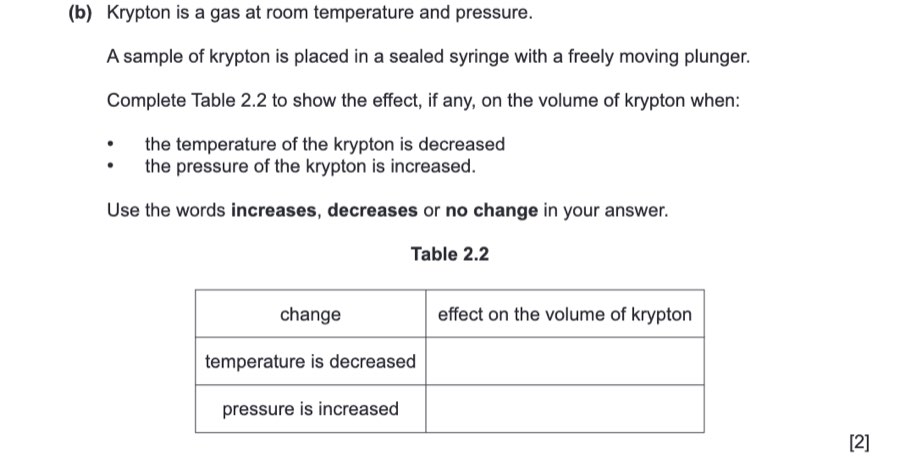 (b) Krypton is a gas at room temperature and pressure.
A sample of krypton is placed in a sealed syringe with a freely moving plunger.
Complete Table 2.2 to show the effect, if any, on the volume of krypton when:
• the temperature of the krypton is decreased
• the pressure of the krypton is increased.
Use the words increases, decreases or no change in your answer.
Table 2.2
change effect on the volume of krypton
temperature is decreased
pressure is increased
[2]